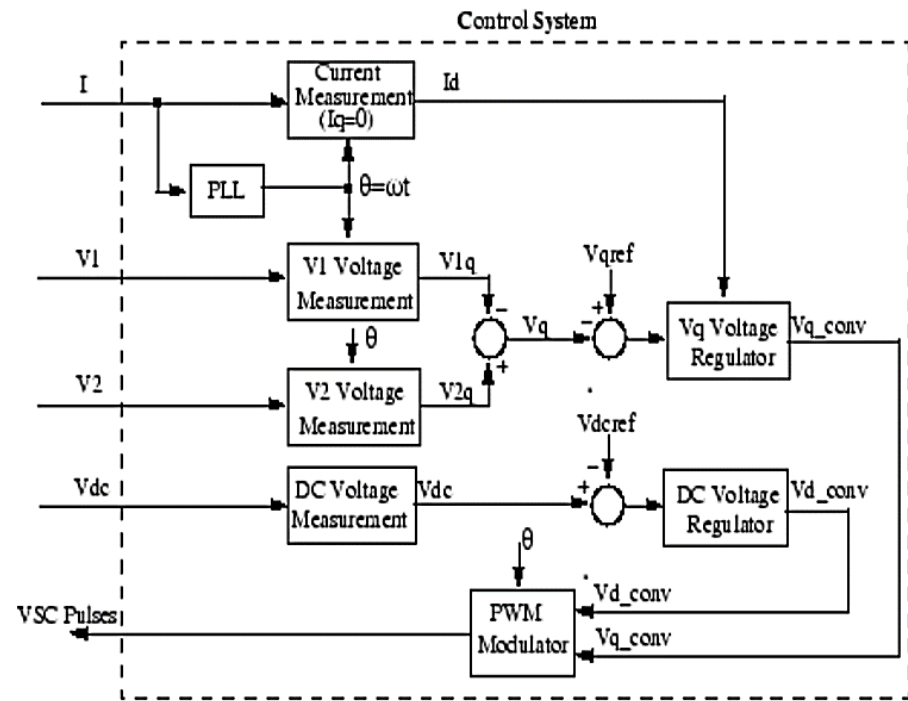 Control System
I
Current
Measurement
(Iq=0)
Id
PLL
θ=ωt
V1
V1 Voltage
Measurement
V1q
Vqref
-
+
-
Vq
+
θ
Vq Voltage
Regulator
Vq_conv
V2
V2 Voltage
Measurement
V2q
Vdcref
-
+
Vdc
DC Voltage
Measurement
Vdc
DC Voltage
Regulator
Vd_conv
θ
VSC Pulses
PWM
Modulator
Vd_conv
Vq_conv